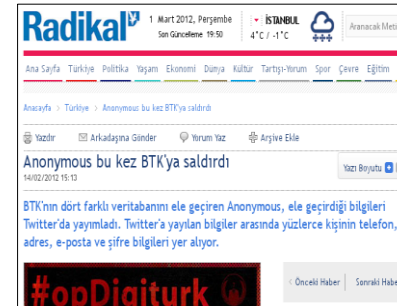 Radikal
1 Mart 2012, Perşembe
Son Güncelleme 19:50
İSTANBUL
4°C / -1°C
Aranacak Meti
Ana Sayfa Türkiye Politika Yaşam Ekonomi Dünya Kültür Tartışı-Yorum Spor Çevre Eğitim
Anasayfa > Türkiye > Anonymous bu kez BTK'ya saldırdı
Yazdır Arkadaşına Gönder Yorum Yaz Arşive Ekle
Anonymous bu kez BTK'ya saldırdı
14/02/2012 15:13
Yazı Boyutu
BTK'nın dört farklı veritabanını ele geçiren Anonymous, ele geçirdiği bilgileri
Twitter'da yayımladı. Twitter'a yayılan bilgiler arasında yüzlerce kişinin telefon,
adres, e-posta ve şifre bilgileri yer alıyor.
#opDigiturk
< Önceki Haber Sonraki Habe